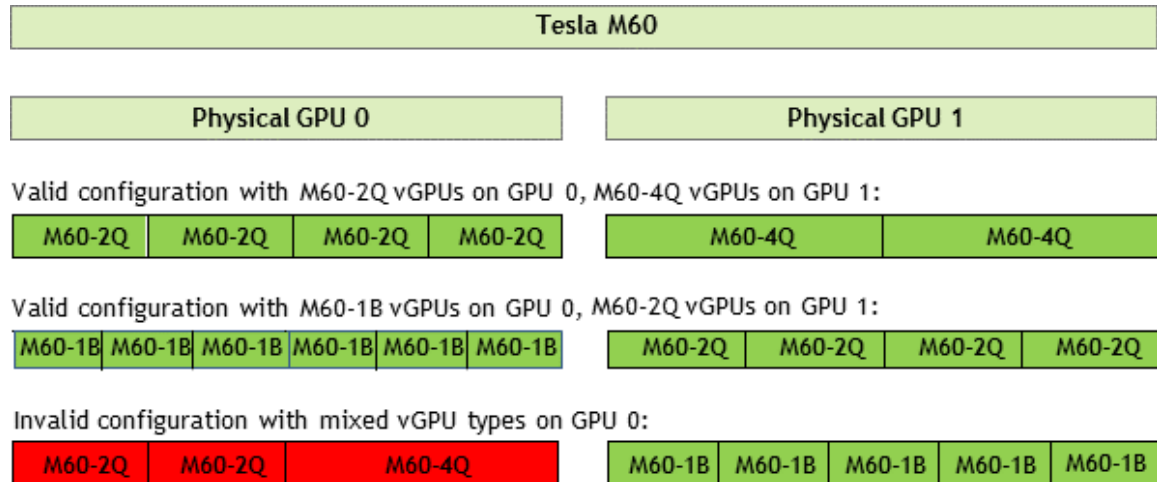 Tesla M60
Physical GPU 0 Physical GPU 1
Valid configuration with M60-2Q vGPUs on GPU 0, M60-4Q vGPUs on GPU 1:
M60-2Q M60-2Q M60-2Q M60-2Q M60-4Q M60-4Q
Valid configuration with M60-1B vGPUs on GPU 0, M60-2Q vGPUs on GPU 1:
M60-1B M60-1B M60-1B M60-1B M60-1B M60-1B M60-2Q M60-2Q M60-2Q M60-2Q
Invalid configuration with mixed vGPU types on GPU 0:
M60-2Q M60-2Q M60-4Q M60-1B M60-1B M60-1B M60-1B M60-1B